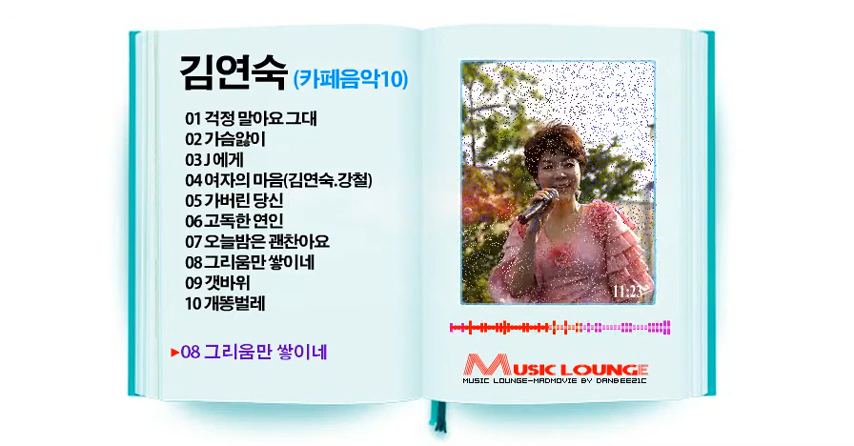 김연숙 (카페음악10)
01 걱정 말아요 그대
02 가슴앓이
03 J 에게
04 여자의 마음(김연숙.강철)
05 가버린 당신
06 고독한 연인
07 오늘밤은 괜찬아요
08 그리움만 쌓이네
09 갯바위
10 개똥벌레
▶08 그리움만 쌓이네
11:23
MUSIC LOUNGE
MUSIC LOUNGE-MADMOVIE BY DANBEE21C